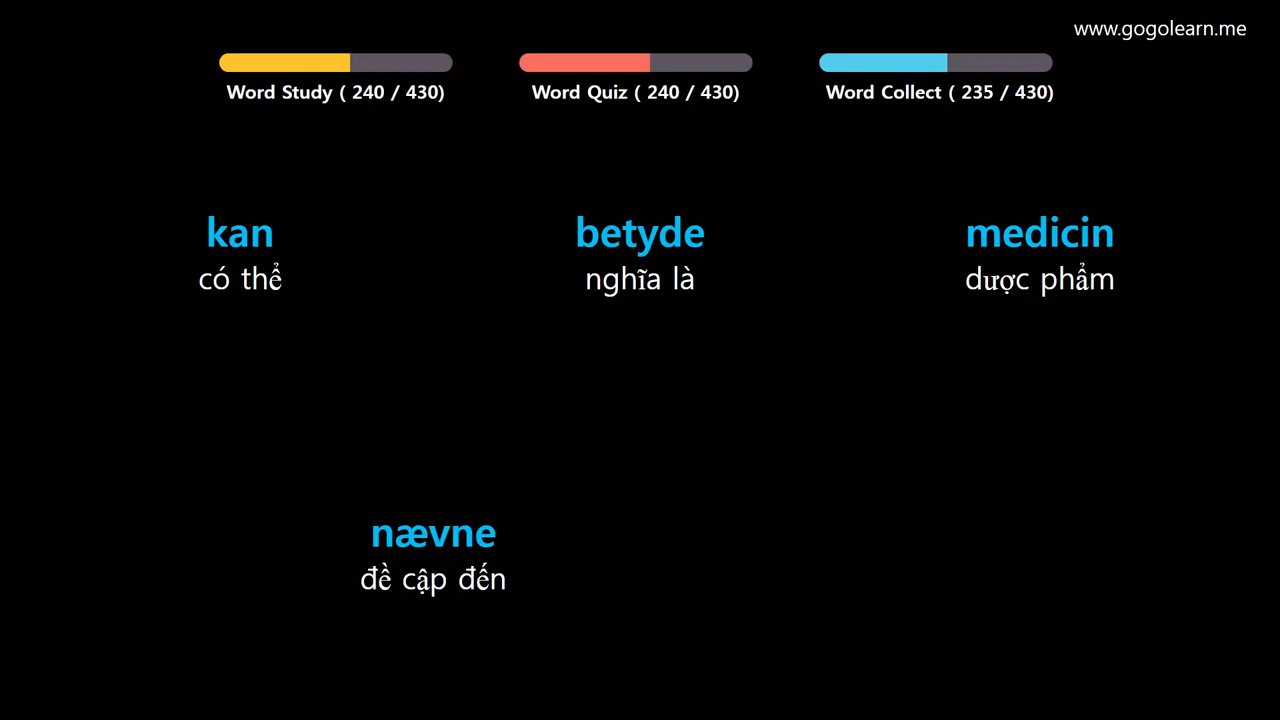 www.gogolearn.me
Word Study ( 240 / 430)
Word Quiz ( 240 / 430)
Word Collect ( 235 / 430)
kan
có thể
betyde
nghĩa là
medicin
dược phẩm
nævne
đề cập đến